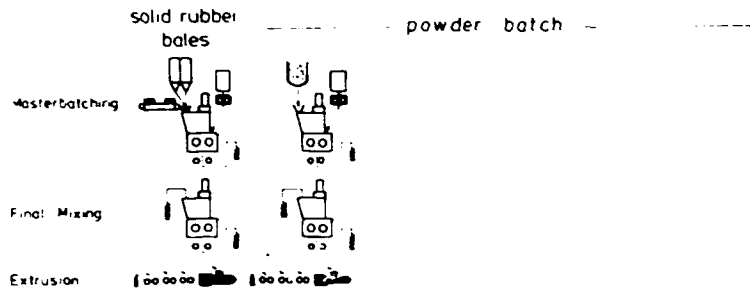 solid rubber
bales
powder batch
Masterbatching
Final Mixing
Extrusion